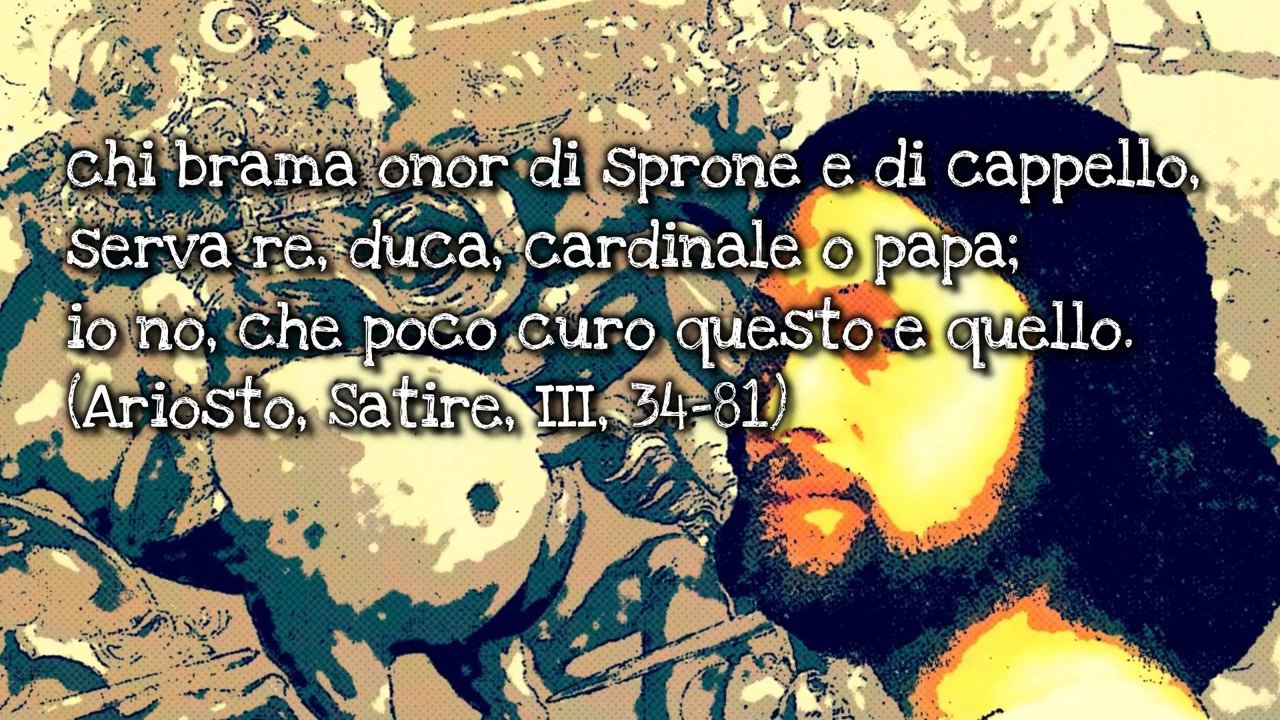 chi brama onor di sprone e di cappello,
serva re, duca, cardinale o papa;
io no, che poco curo questo e quello.
(Ariosto, Satire, III, 34-81)